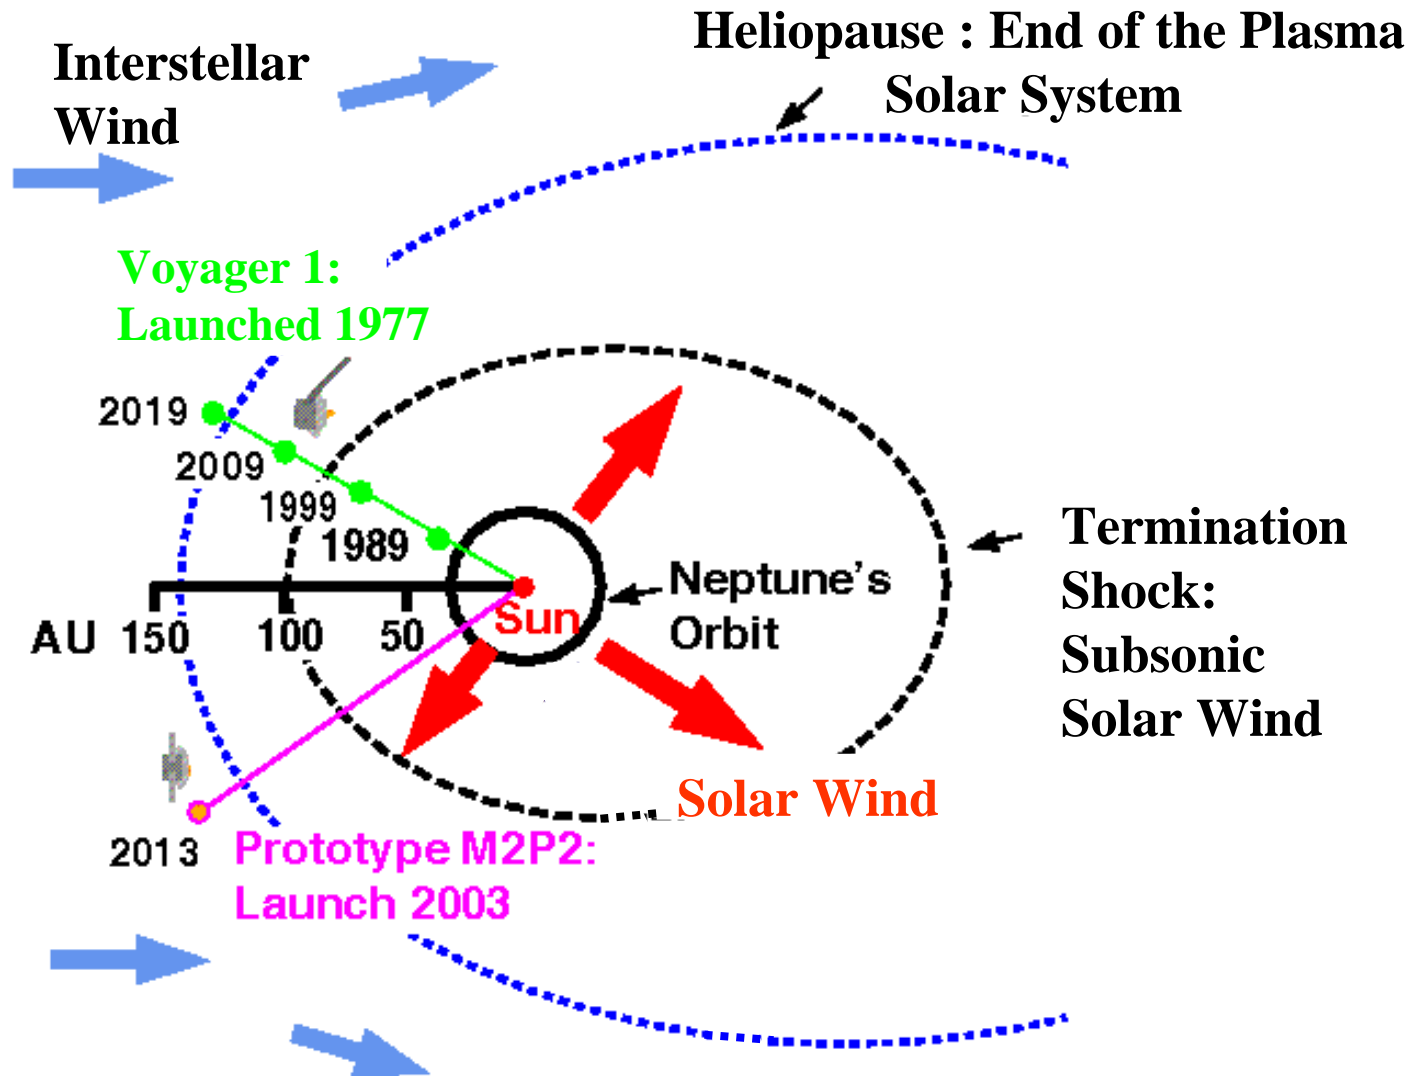 Interstellar
Wind
Heliopause : End of the Plasma
Solar System
Voyager 1:
Launched 1977
2019
2009
1999
1989
Neptune's
Orbit
Sun
AU 150 100 50
Termination
Shock:
Subsonic
Solar Wind
Solar Wind
2013
Prototype M2P2:
Launch 2003